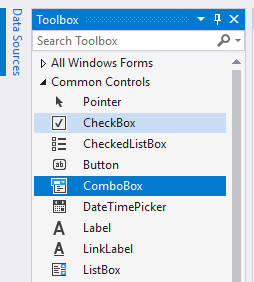 Data Sources
Toolbox
Search Toolbox
All Windows Forms
Common Controls
Pointer
CheckBox
CheckedListBox
Button
ComboBox
DateTimePicker
Label
LinkLabel
ListBox